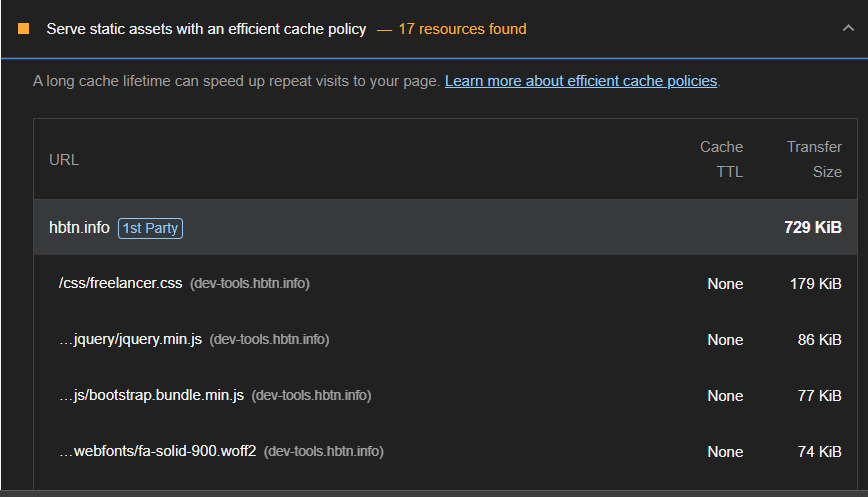 Serve static assets with an efficient cache policy — 17 resources found
A long cache lifetime can speed up repeat visits to your page. Learn more about efficient cache policies.
URL Cache TTL Transfer Size
hbtn.info 1st Party 729 KiB
/css/freelancer.css (dev-tools.hbtn.info) None 179 KiB
…jquery/jquery.min.js (dev-tools.hbtn.info) None 86 KiB
…js/bootstrap.bundle.min.js (dev-tools.hbtn.info) None 77 KiB
…webfonts/fa-solid-900.woff2 (dev-tools.hbtn.info) None 74 KiB